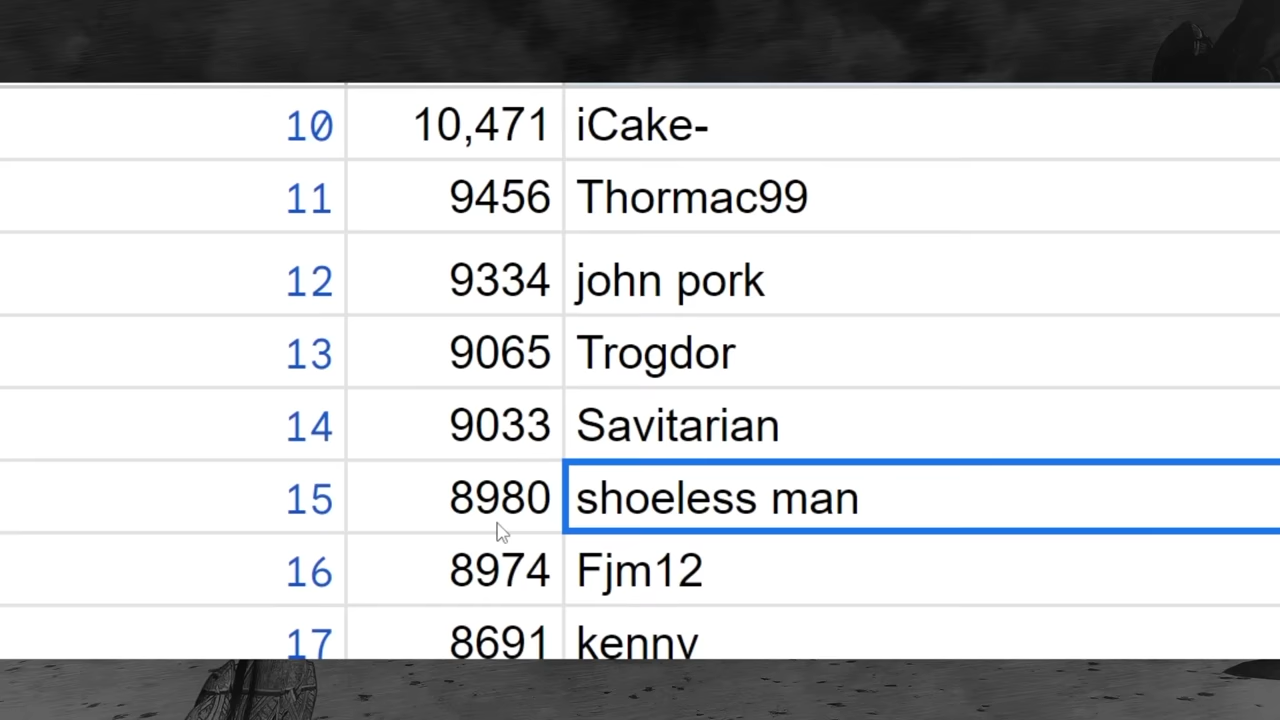 10 10,471 iCake-
11 9456 Thormac99
12 9334 john pork
13 9065 Trogdor
14 9033 Savitarian
15 8980 shoeless man
16 8974 Fjm12
17 8691 kenny